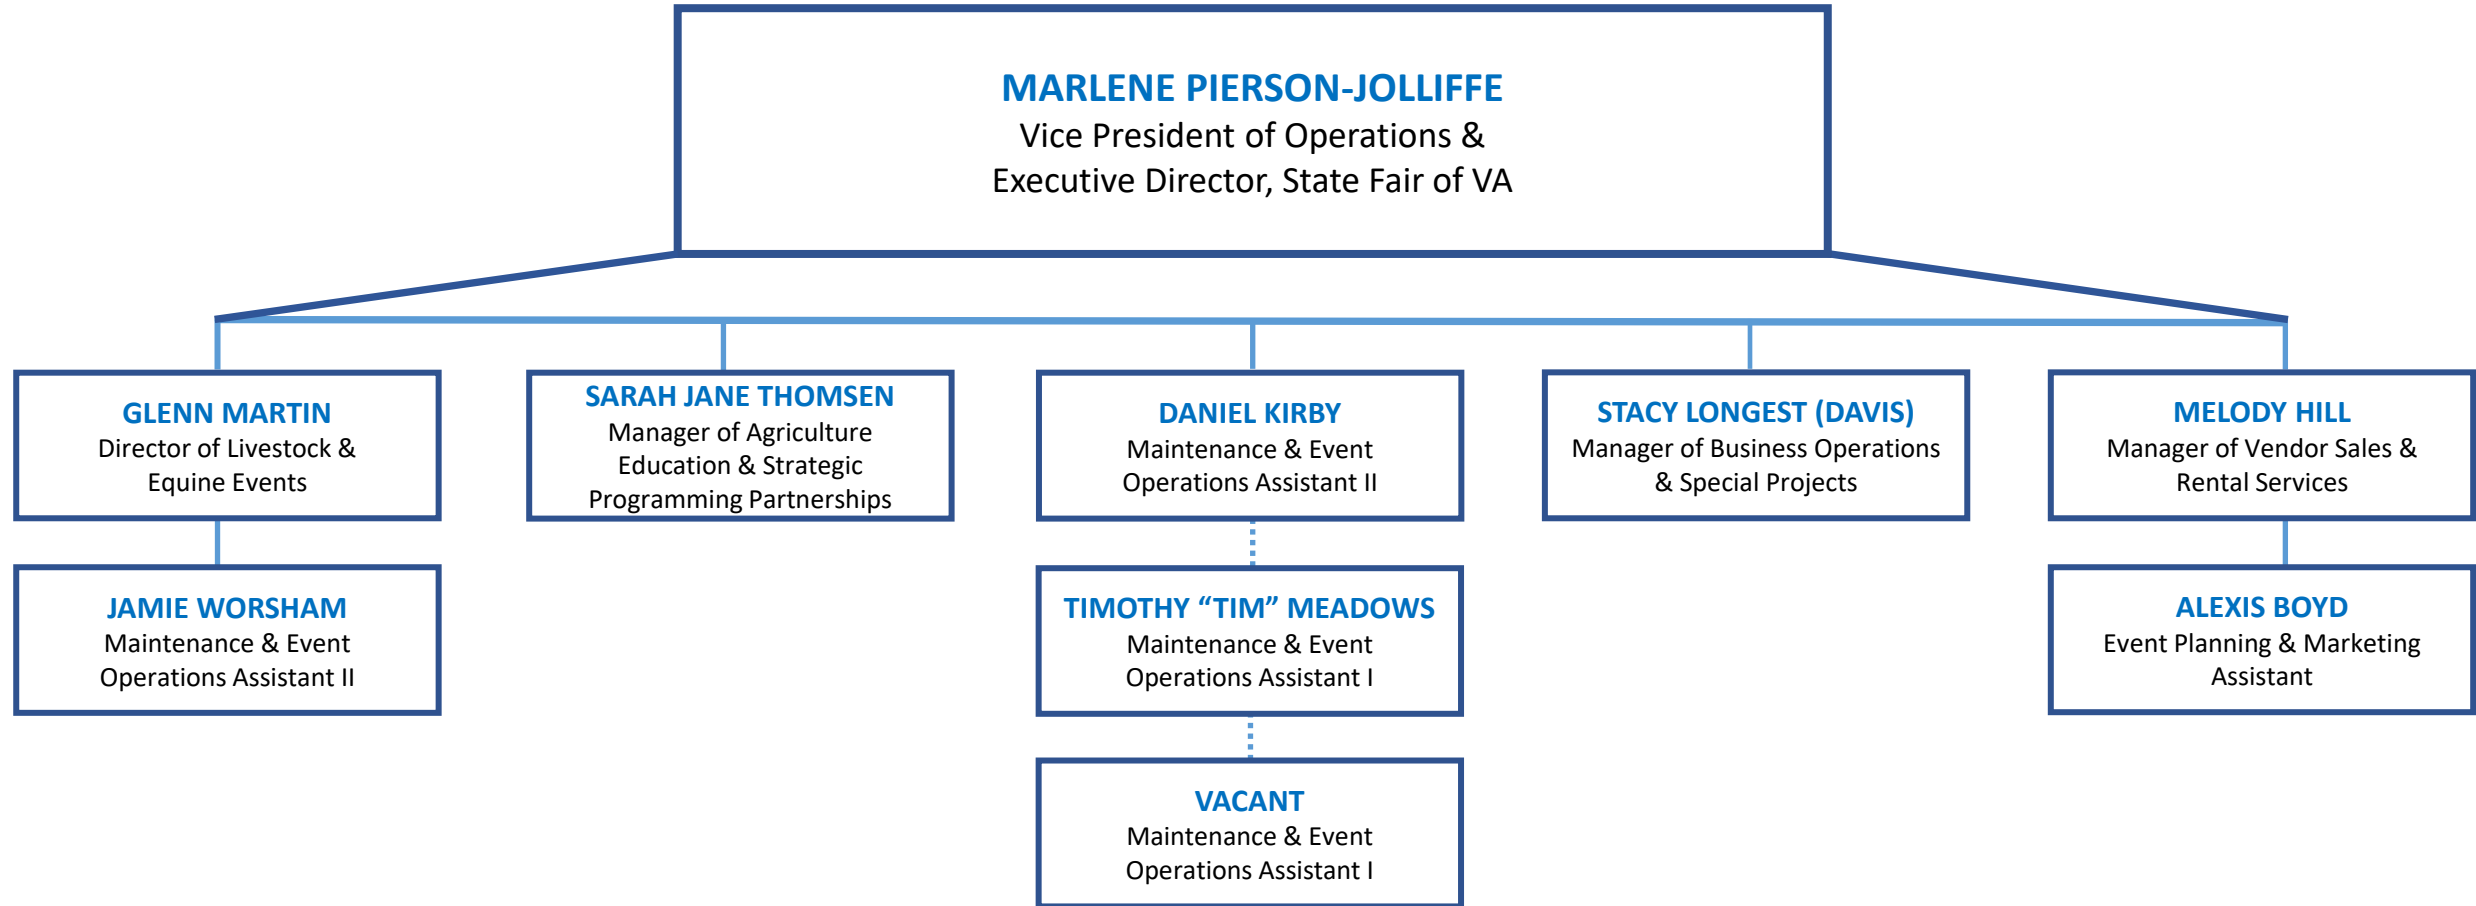 MARLENE PIERSON-JOLLIFFE
Vice President of Operations &
Executive Director, State Fair of VA
GLENN MARTIN
Director of Livestock &
Equine Events
SARAH JANE THOMSEN
Manager of Agriculture
Education & Strategic
Programming Partnerships
DANIEL KIRBY
Maintenance & Event
Operations Assistant II
STACY LONGEST (DAVIS)
Manager of Business Operations
& Special Projects
MELODY HILL
Manager of Vendor Sales &
Rental Services
JAMIE WORSHAM
Maintenance & Event
Operations Assistant II
TIMOTHY “TIM” MEADOWS
Maintenance & Event
Operations Assistant I
ALEXIS BOYD
Event Planning & Marketing
Assistant
VACANT
Maintenance & Event
Operations Assistant I